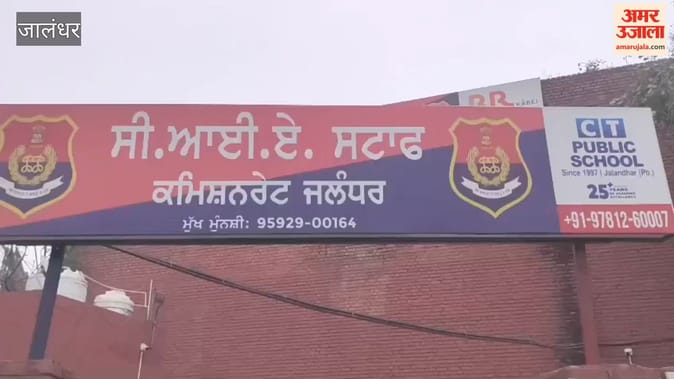 जालंधर
अमर
उजाला
amarujala.com
ਸੀ.ਆਈ.ਏ. ਸਟਾਫ
ਕਮਿਸ਼ਨਰੇਟ ਜਲੰਧਰ
ਮੁੱਖ ਮੁੰਨਸ਼ੀ: 95929-00164
CT
PUBLIC
SCHOOL
Since 1997 (Jalandhar (Pb.)
25+ YEARS
+91-97812-60007